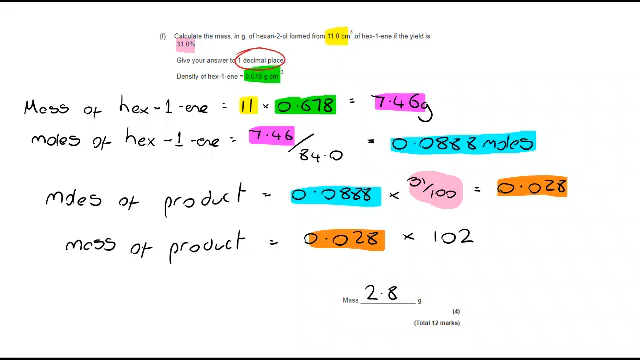 (f) Calculate the mass, in g, of hexan-2-ol formed from 11.0 cm³ of hex-1-ene if the yield is
31.0%
Give your answer to 1 decimal place
Density of hex-1-ene = 0.678 g cm⁻³
Mass of hex-1-ene = 11 × 0.678 = 7.46g
moles of hex-1-ene = 7.46/84.0 = 0.0888 moles
moles of product = 0.0888 × 31/100 = 0.028
mass of product = 0.028 × 102
Mass 2.8 g
(4)
(Total 12 marks)